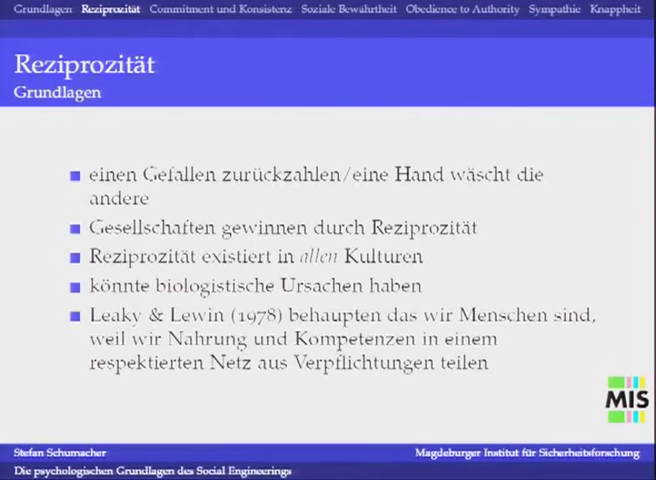 Grundlagen Reziprozität Commitment und Konsistenz Soziale Bewährtheit Obedience to Authority Sympathie Knappheit
Reziprozität
Grundlagen
einen Gefallen zurückzahlen/eine Hand wäscht die
andere
Gesellschaften gewinnen durch Reziprozität
Reziprozität existiert in allen Kulturen
könnte biologistische Ursachen haben
Leaky & Lewin (1978) behaupten das wir Menschen sind,
weil wir Nahrung und Kompetenzen in einem
respektierten Netz aus Verpflichtungen teilen
MIS
Stefan Schumacher Magdeburger Institut für Sicherheitsforschung
Die psychologischen Grundlagen des Social Engineerings